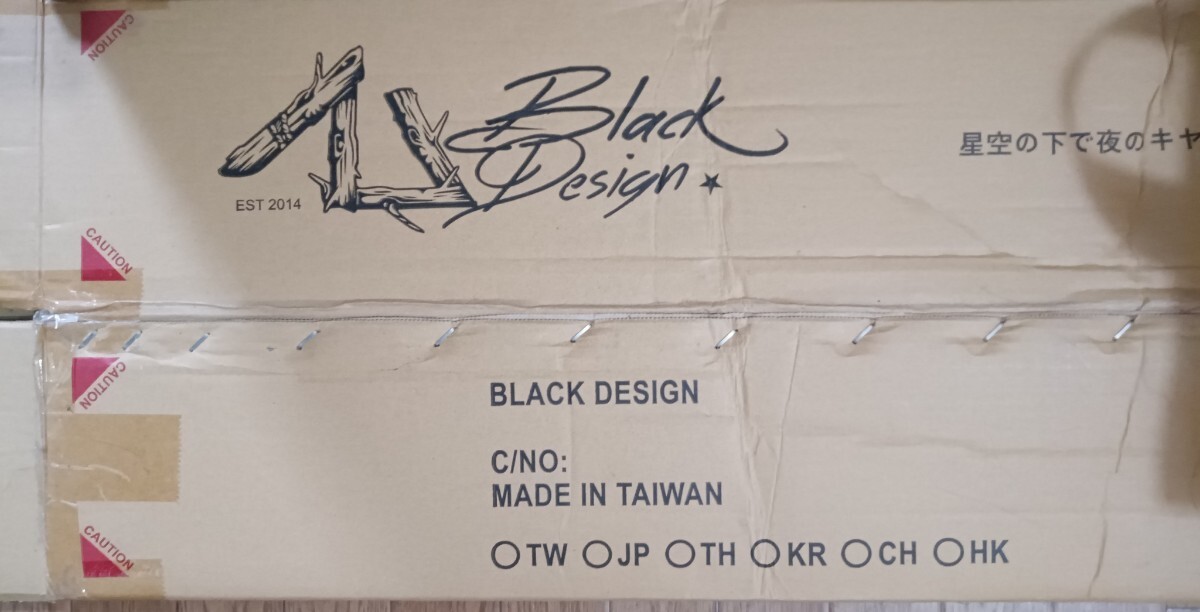 CAUTION
Black
Design
EST 2014
星空の下で夜のキャ
CAUTION
CAUTION
BLACK DESIGN
C/NO:
MADE IN TAIWAN
○TW ○JP ○TH ○KR ○CH ○HK
CAUTION